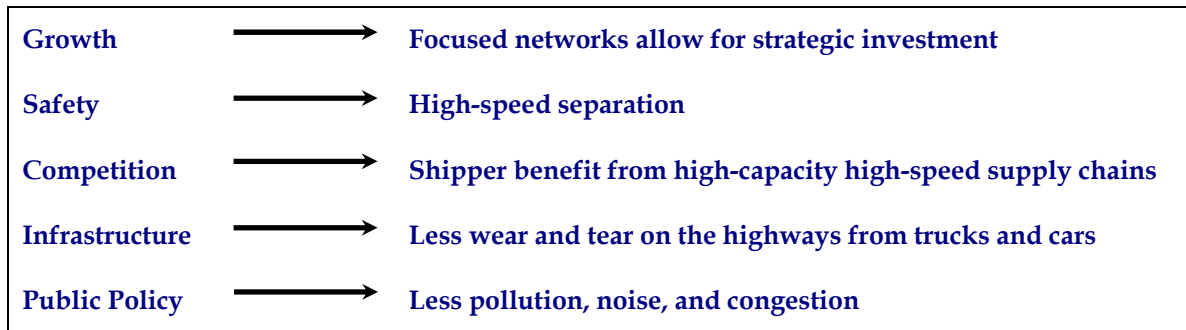 Growth Focused networks allow for strategic investment
Safety High-speed separation
Competition Shipper benefit from high-capacity high-speed supply chains
Infrastructure Less wear and tear on the highways from trucks and cars
Public Policy Less pollution, noise, and congestion